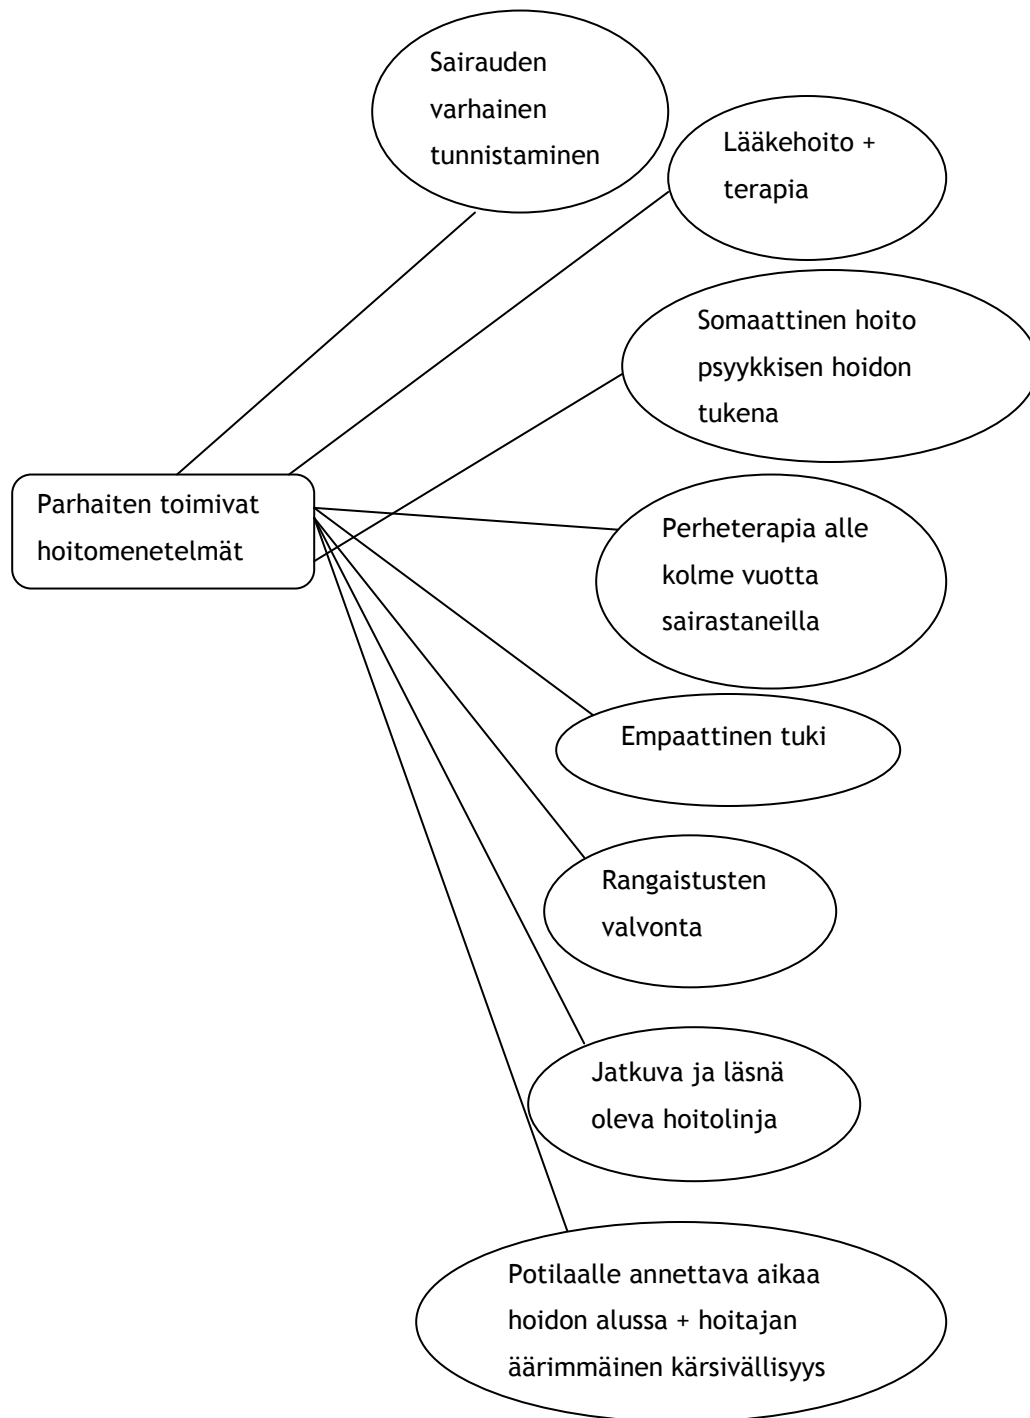 Sairauden
varhainen
tunnistaminen
Lääkehoito +
terapia
Somaattinen hoito
psyykkisen hoidon
tukena
Parhaiten toimivat
hoitomenetelmät
Perheterapia alle
kolme vuotta
sairastaneilla
Empaattinen tuki
Rangaistusten
valvonta
Jatkuva ja läsnä
oleva hoitolinja
Potilaalle annettava aikaa
hoidon alussa + hoitajan
äärimmäinen kärsivällisyys